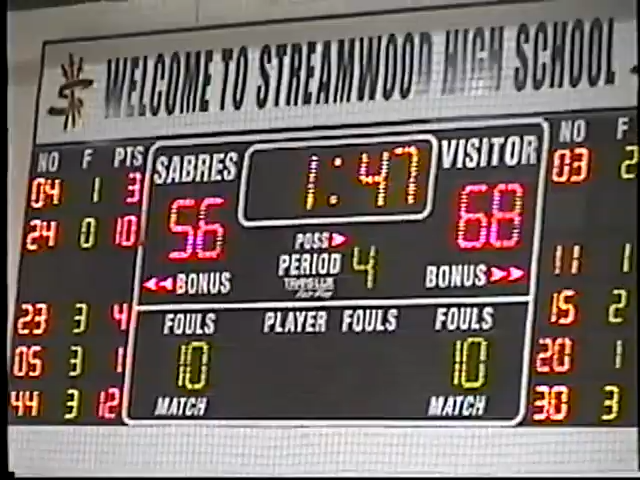 WELCOME TO STREAMWOOD HIGH SCHOOL
NO F PTS SABRES 1:47 VISITOR NO F
04 1 3 56 68 03 2
24 0 10 POSS
PERIOD 4
BONUS BONUS 11 1
23 3 4 FOULS PLAYER FOULS FOULS 15 2
05 3 1 10 10 20 1
44 3 12 MATCH MATCH 30 3